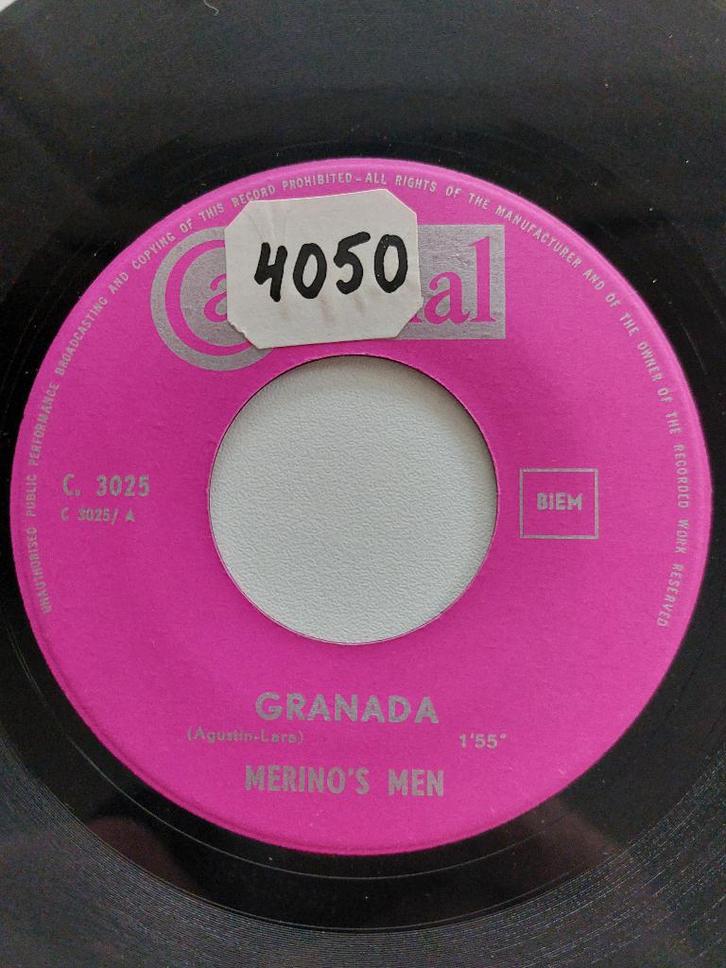 UNAUTHORISED PUBLIC PERFORMANCE BROADCASTING AND COPYING OF THIS RECORD PROHIBITED - ALL RIGHTS OF THE MANUFACTURER AND OF THE OWNER OF THE RECORDED WORK RESERVED
4050
C. 3025
C 3025/ A
BIEM
GRANADA
(Agustin-Lara) 1'55"
MERINO'S MEN